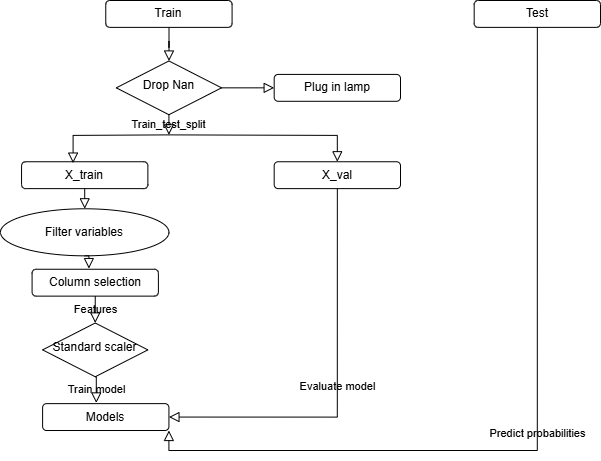 Train
Test
Drop Nan
Plug in lamp
Train_test_split
X_train
X_val
Filter variables
Column selection
Features
Standard scaler
Train model
Evaluate model
Models
Predict probabilities